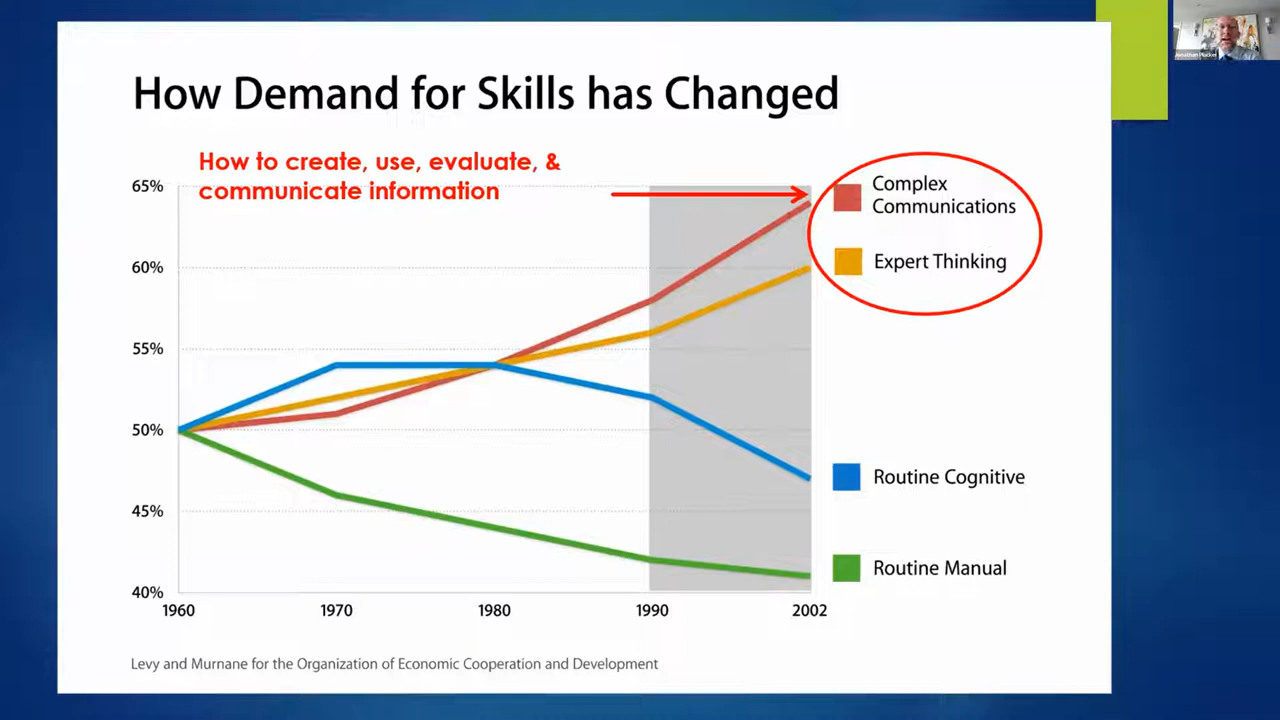 How Demand for Skills has Changed
How to create, use, evaluate, &
communicate information
65%
60%
55%
50%
45%
40%
1960
1970
1980
1990
2002
Complex
Communications
Expert Thinking
Routine Cognitive
Routine Manual
Levy and Murnane for the Organization of Economic Cooperation and Development
Jonathan Plucker